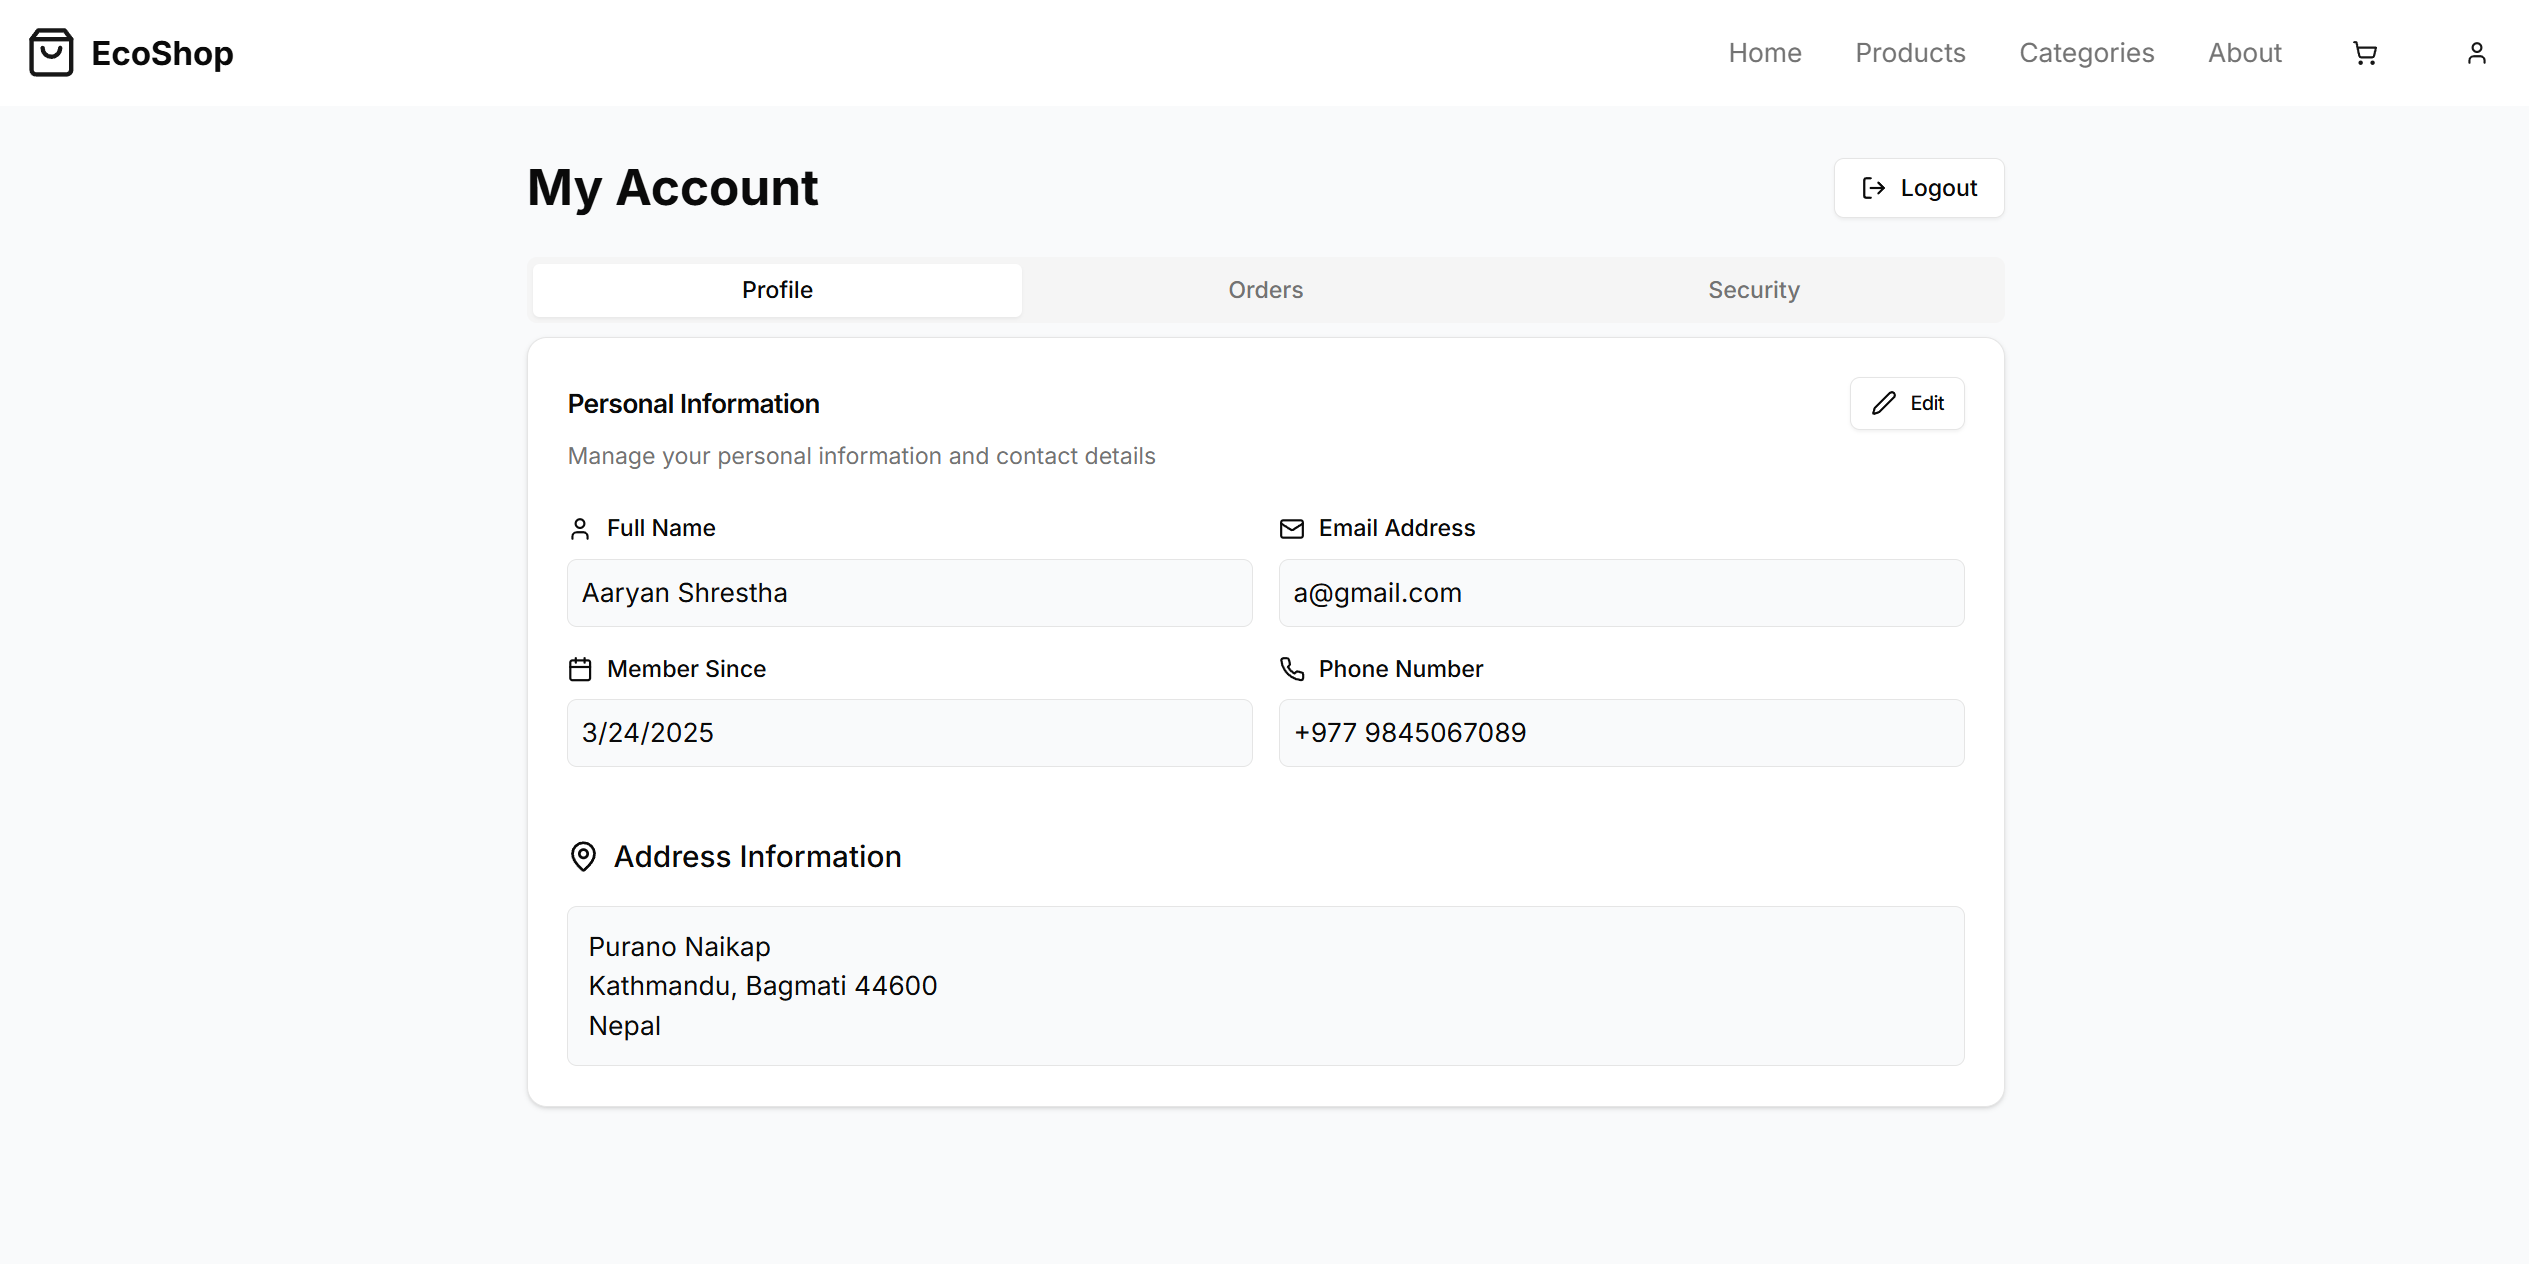 EcoShop
Home Products Categories About
My Account
Logout
Profile Orders Security
Personal Information
Edit
Manage your personal information and contact details
Full Name
Email Address
Aaryan Shrestha
a@gmail.com
Member Since
Phone Number
3/24/2025
+977 9845067089
Address Information
Purano Naikap
Kathmandu, Bagmati 44600
Nepal